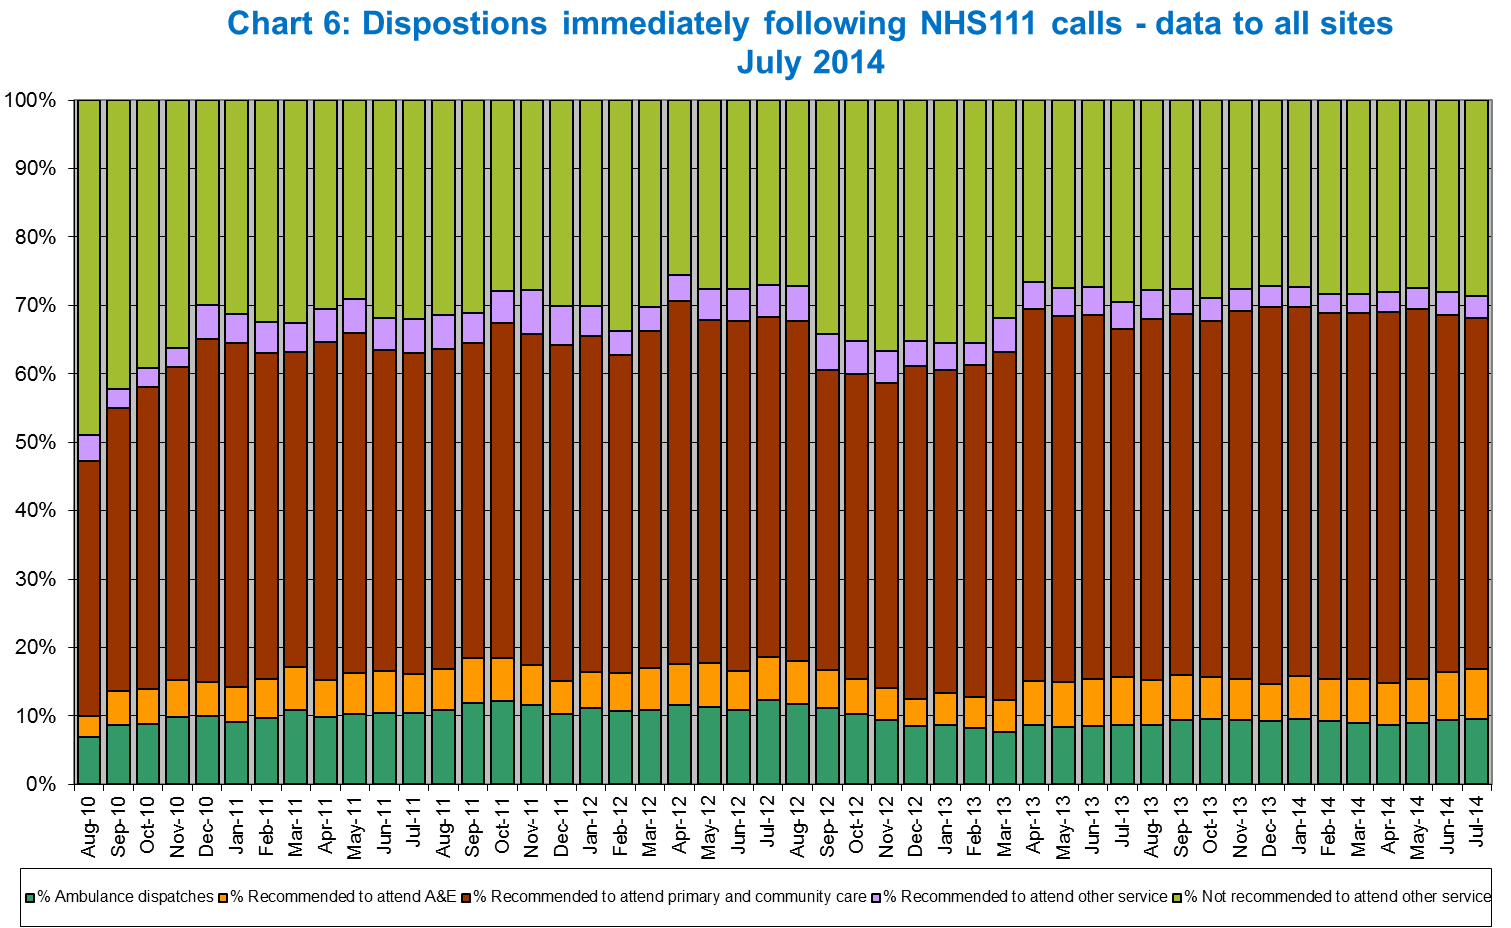 Chart 6: Dispostions immediately following NHS111 calls - data to all sites
July 2014
100%
90%
80%
70%
60%
50%
40%
30%
20%
10%
0%
Aug-10
Sep-10
Oct-10
Nov-10
Dec-10
Jan-11
Feb-11
Mar-11
Apr-11
May-11
Jun-11
Jul-11
Aug-11
Sep-11
Oct-11
Nov-11
Dec-11
Jan-12
Feb-12
Mar-12
Apr-12
May-12
Jun-12
Jul-12
Aug-12
Sep-12
Oct-12
Nov-12
Dec-12
Jan-13
Feb-13
Mar-13
Apr-13
May-13
Jun-13
Jul-13
Aug-13
Sep-13
Oct-13
Nov-13
Dec-13
Jan-14
Feb-14
Mar-14
Apr-14
May-14
Jun-14
Jul-14
% Ambulance dispatches % Recommended to attend A&E % Recommended to attend primary and community care % Recommended to attend other service % Not recommended to attend other service